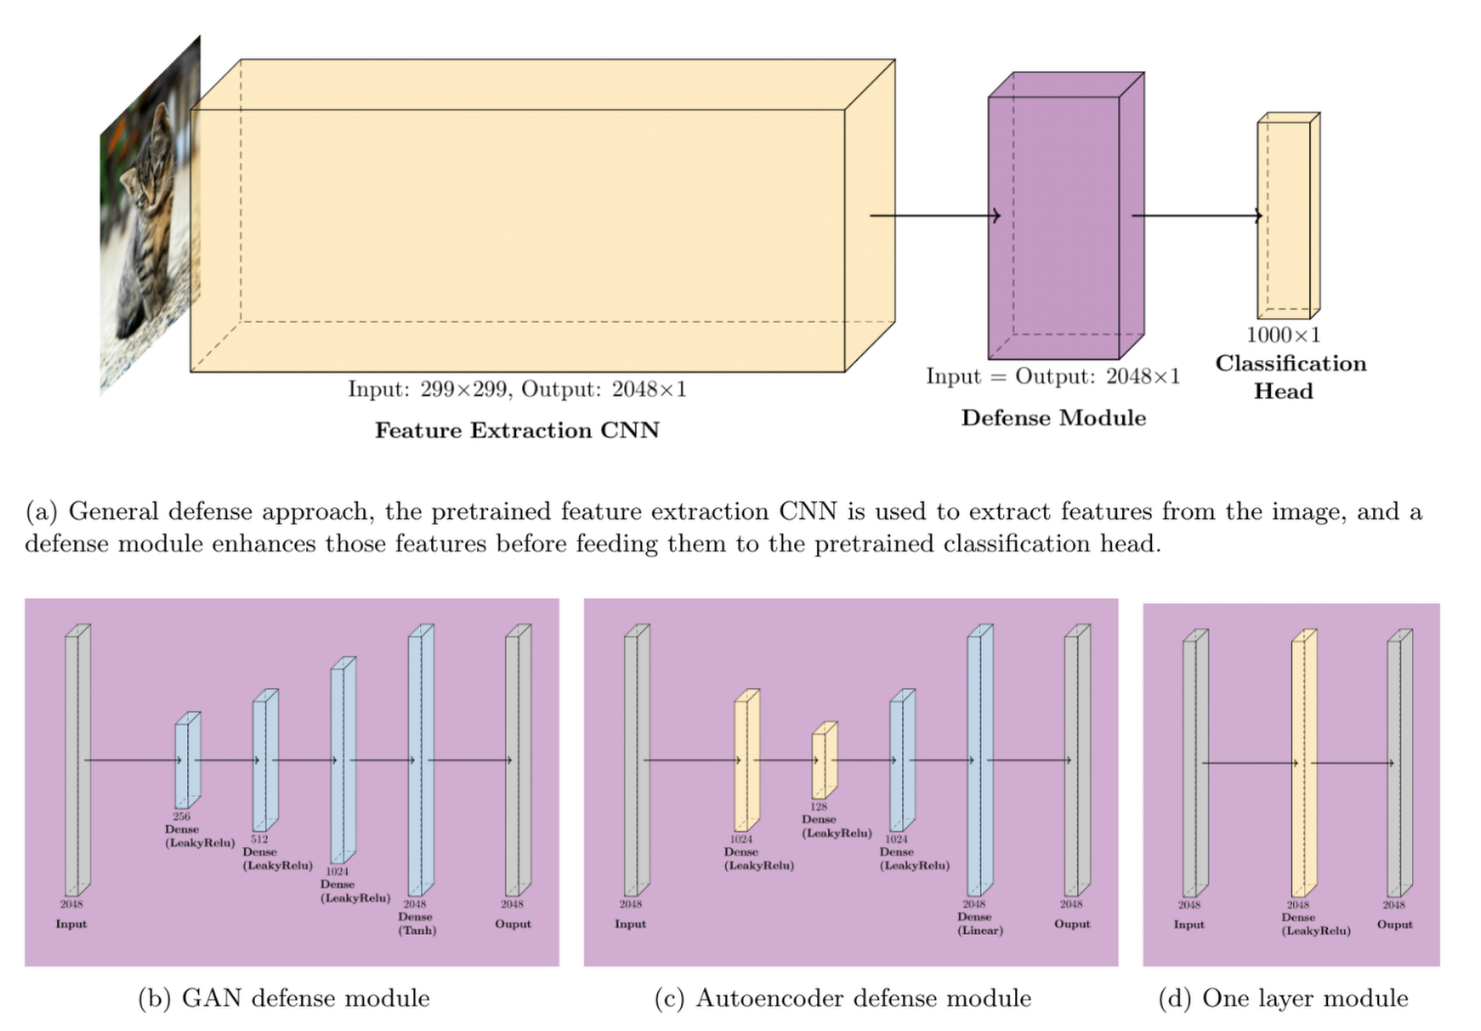 Input: 299×299, Output: 2048×1
Feature Extraction CNN
Input = Output: 2048×1
Defense Module
1000×1
Classification
Head
(a) General defense approach, the pretrained feature extraction CNN is used to extract features from the image, and a
defense module enhances those features before feeding them to the pretrained classification head.
2048
Input
256
Dense
(LeakyRelu)
512
Dense
(LeakyRelu)
1024
Dense
(LeakyRelu)
2048
Dense
(Tanh)
2048
Ouput
(b) GAN defense module
2048
Input
1024
Dense
(LeakyRelu)
128
Dense
(LeakyRelu)
1024
Dense
(LeakyRelu)
2048
Dense
(Linear)
2048
Ouput
(c) Autoencoder defense module
2048
Input
2048
Dense
(LeakyRelu)
2048
Ouput
(d) One layer module